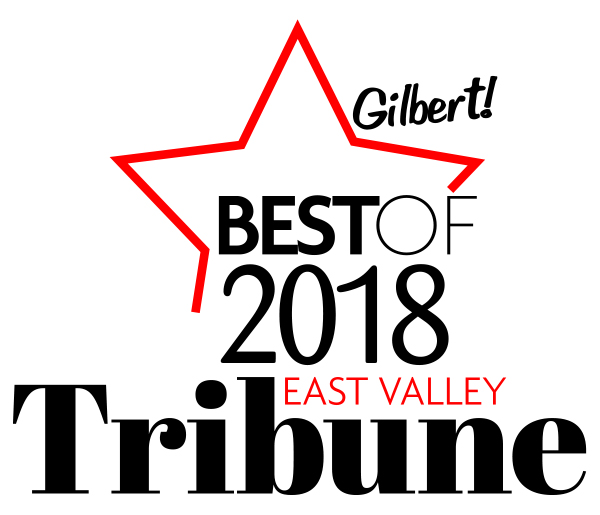 Gilbert!
BESTOF
2018
EAST VALLEY
Tribune